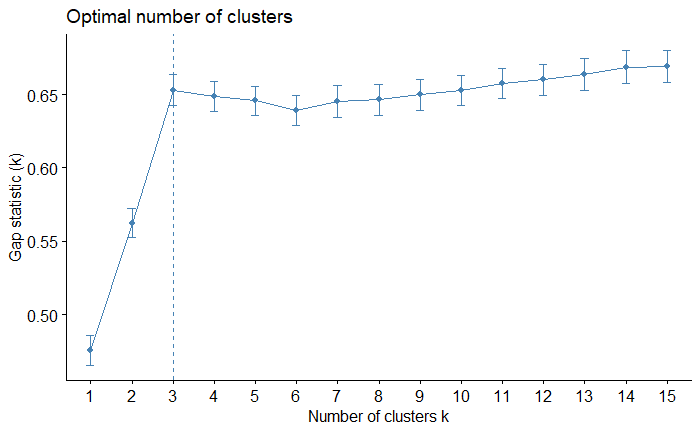 Optimal number of clusters
Gap statistic (k)
0.65
0.60
0.55
0.50
1 2 3 4 5 6 7 8 9 10 11 12 13 14 15
Number of clusters k